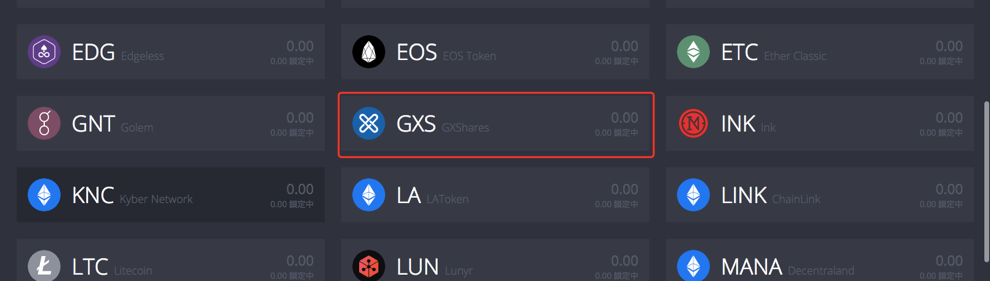 EDG Edgeless 0.00
0.00 鎖定中
EOS EOS Token 0.00
0.00 鎖定中
ETC Ether Classic 0.00
0.00 鎖定中
GNT Golem 0.00
0.00 鎖定中
GXS GXShares 0.00
0.00 鎖定中
INK Ink 0.00
0.00 鎖定中
KNC Kyber Network 0.00
0.00 鎖定中
LA LAToken 0.00
0.00 鎖定中
LINK ChainLink 0.00
0.00 鎖定中
LTC Litecoin 0.00
0.00 鎖定中
LUN Lunyr 0.00
0.00 鎖定中
MANA Decentraland 0.00
0.00 鎖定中